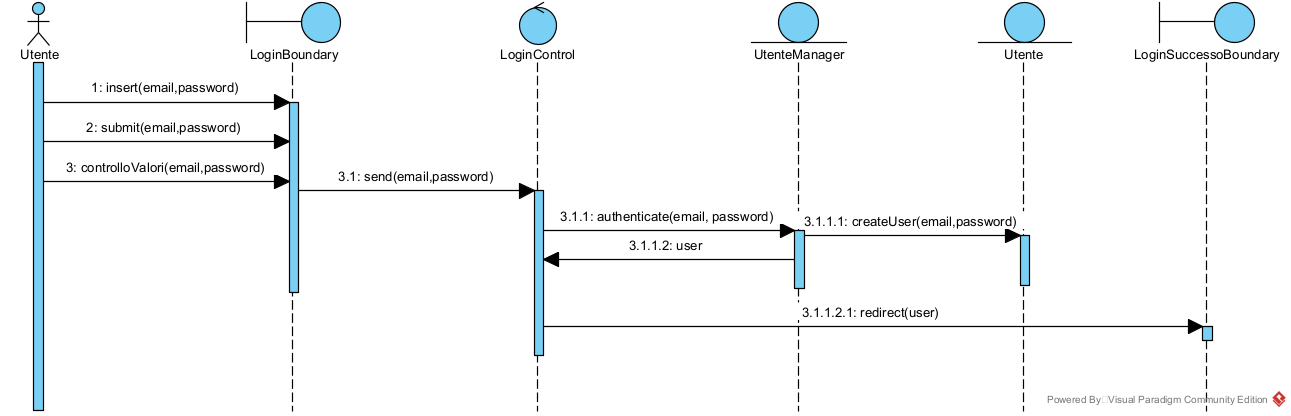 Utente
LoginBoundary
LoginControl
UtenteManager
Utente
LoginSuccessoBoundary
1: insert(email,password)
2: submit(email,password)
3: controlloValori(email,password)
3.1: send(email,password)
3.1.1: authenticate(email, password)
3.1.1.1: createUser(email,password)
3.1.1.2: user
3.1.1.2.1: redirect(user)
Powered By Visual Paradigm Community Edition